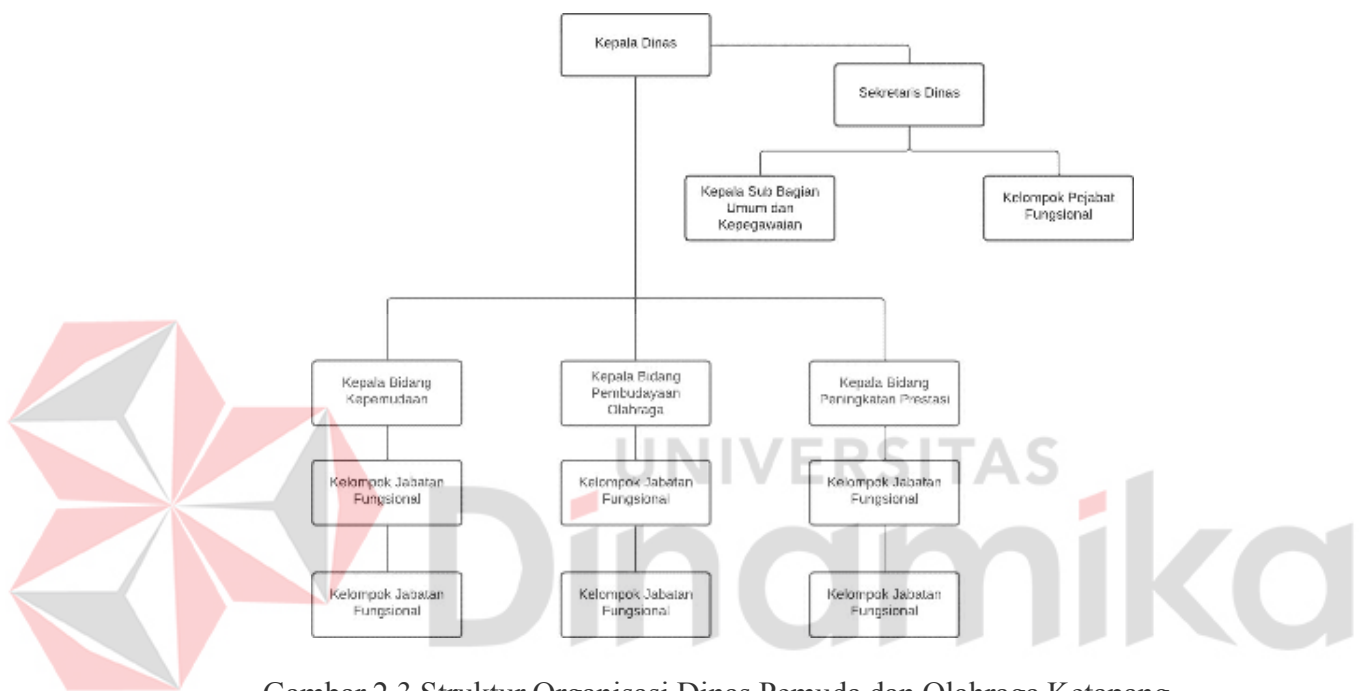 Kepala Dinas
Sekretaris Dinas
Kepala Sub Bagian
Umum dan
Kepegawaian
Kelompok Pejabat
Fungsional
Kepala Bidang
Kepemudaan
Kepala Bidang
Pembudayaan
Olahraga
Kepala Bidang
Peningkatan Prestasi
UNIVERSITAS
Dinamika
Kelompok Jabatan
Fungsional
Kelompok Jabatan
Fungsional
Kelompok Jabatan
Fungsional
Kelompok Jabatan
Fungsional
Kelompok Jabatan
Fungsional
Kelompok Jabatan
Fungsional
Gambar 2.3 Struktur Organisasi Dinas Pemuda dan Olahraga Ketapang